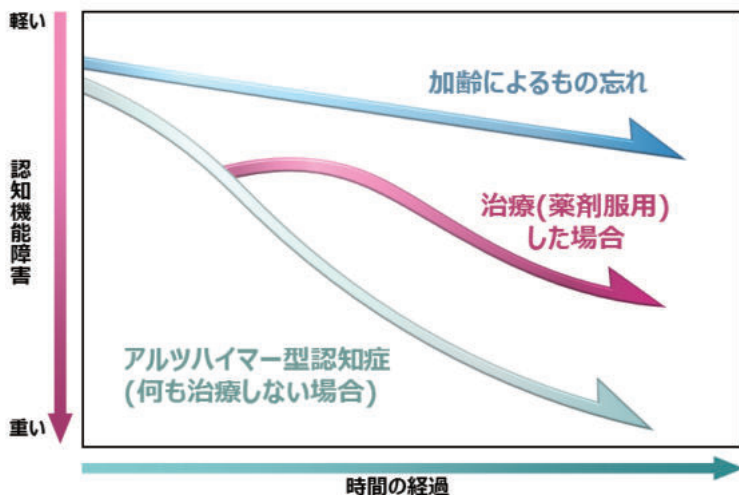 軽い
加齢によるもの忘れ
認知機能障害
治療(薬剤服用)
した場合
アルツハイマー型認知症
(何も治療しない場合)
重い
時間の経過